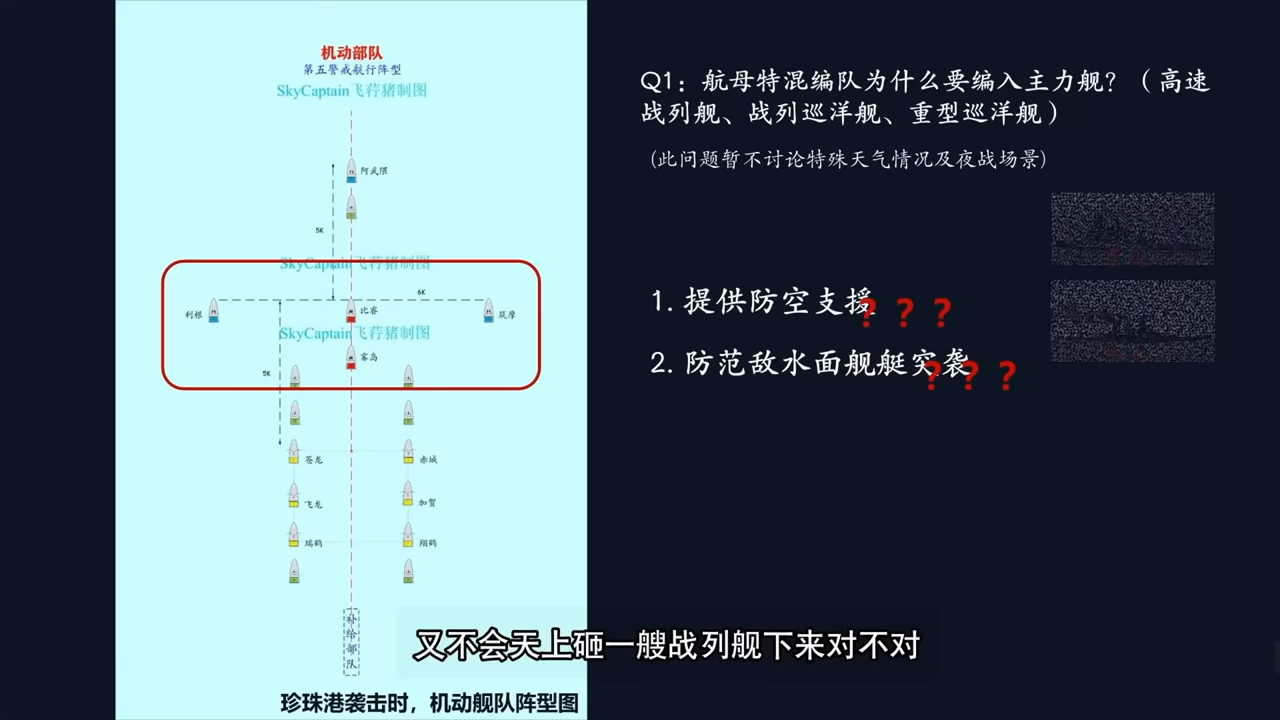 机动部队
第五警戒航行阵型
SkyCaptain飞荇猪制图
阿武隈
5K
SkyCaptain飞荇猪制图
6K
利根
比睿
筑摩
SkyCaptain飞荇猪制图
雾岛
5K
苍龙
赤城
飞龙
加贺
瑞鹤
翔鹤
补给部队
珍珠港袭击时，机动舰队阵型图
Q1：航母特混编队为什么要编入主力舰？（高速
战列舰、战列巡洋舰、重型巡洋舰）
(此问题暂不讨论特殊天气情况及夜战场景)
1. 提供防空支援
？？？
2. 防范敌水面舰艇突袭
？？？
又不会天上砸一艘战列舰下来对不对